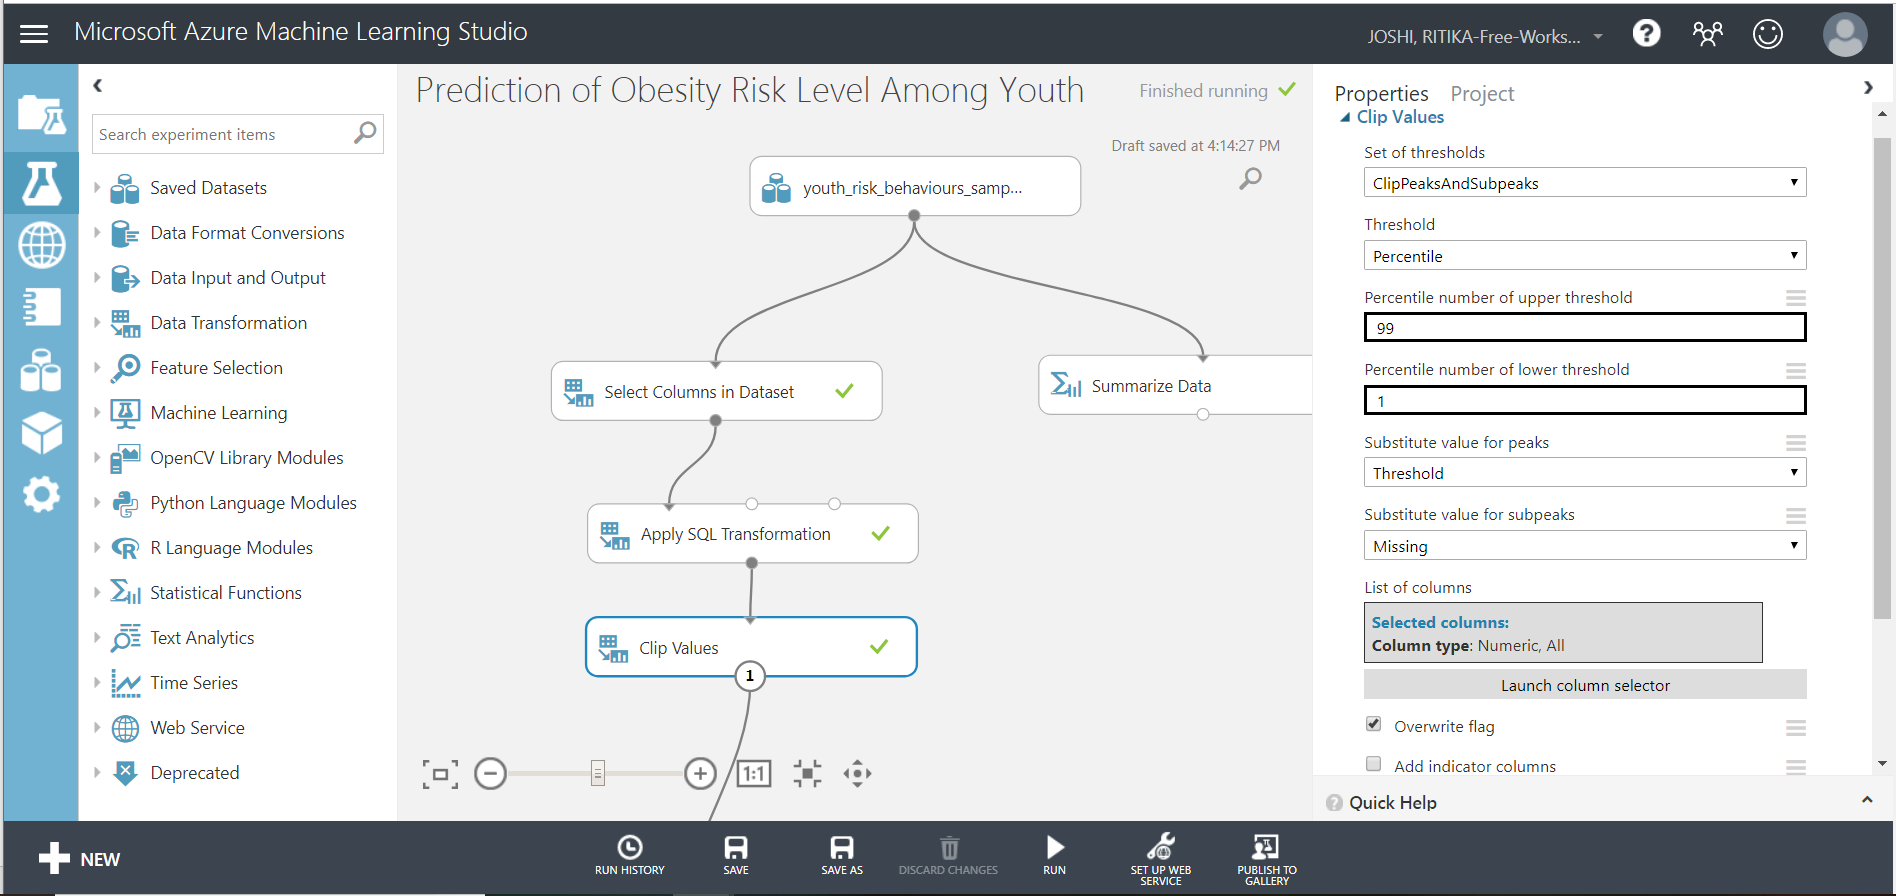 Microsoft Azure Machine Learning Studio
JOSHI, RITIKA-Free-Works...
?
Search experiment items
Saved Datasets
Data Format Conversions
Data Input and Output
Data Transformation
Feature Selection
Machine Learning
OpenCV Library Modules
Python Language Modules
R Language Modules
Statistical Functions
Text Analytics
Time Series
Web Service
Deprecated
Prediction of Obesity Risk Level Among Youth
Finished running
Draft saved at 4:14:27 PM
youth_risk_behaviours_samp...
Select Columns in Dataset
Summarize Data
Apply SQL Transformation
Clip Values
1
1:1
Properties Project
Clip Values
Set of thresholds
ClipPeaksAndSubpeaks
Threshold
Percentile
Percentile number of upper threshold
99
Percentile number of lower threshold
1
Substitute value for peaks
Threshold
Substitute value for subpeaks
Missing
List of columns
Selected columns:
Column type: Numeric, All
Launch column selector
Overwrite flag
Add indicator columns
? Quick Help
NEW
RUN HISTORY
SAVE
SAVE AS
DISCARD CHANGES
RUN
SET UP WEB
SERVICE
PUBLISH TO
GALLERY